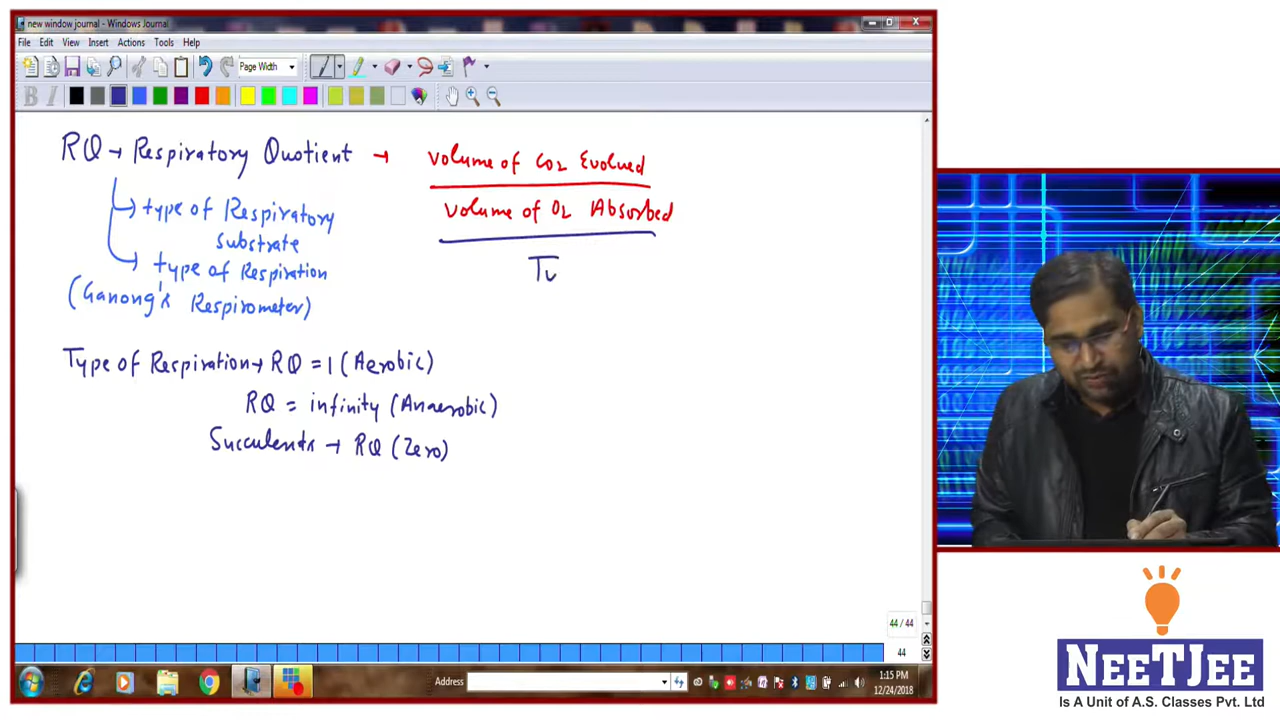 new window journal - Windows Journal
File Edit View Insert Actions Tools Help
Page Width
RQ → Respiratory Quotient → Volume of CO2 Evolved
Volume of O2 Absorbed
type of Respiratory
substrate
type of Respiration
(Ganong's Respirometer)
Type of Respiration → RQ = 1 (Aerobic)
RQ = infinity (Anaerobic)
Succulents → RQ (Zero)
44 / 44
44
Address
1:15 PM
12/24/2018
NEETJEE
Is A Unit of A.S. Classes Pvt. Ltd